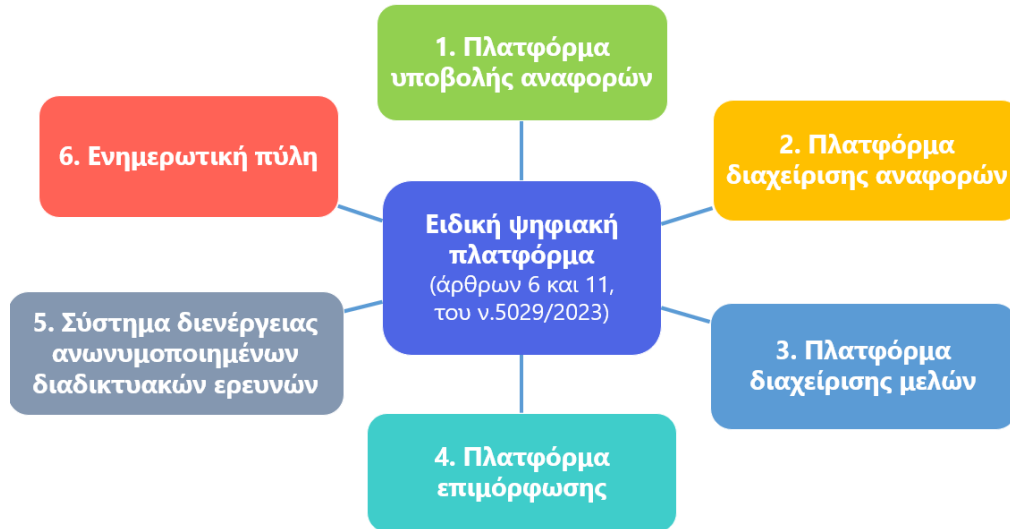 1. Πλατφόρμα
υποβολής αναφορών
2. Πλατφόρμα
διαχείρισης αναφορών
3. Πλατφόρμα
διαχείρισης μελών
4. Πλατφόρμα
επιμόρφωσης
5. Σύστημα διενέργειας
ανωνυμοποιημένων
διαδικτυακών ερευνών
6. Ενημερωτική πύλη
Ειδική ψηφιακή
πλατφόρμα
(άρθρων 6 και 11,
του ν.5029/2023)